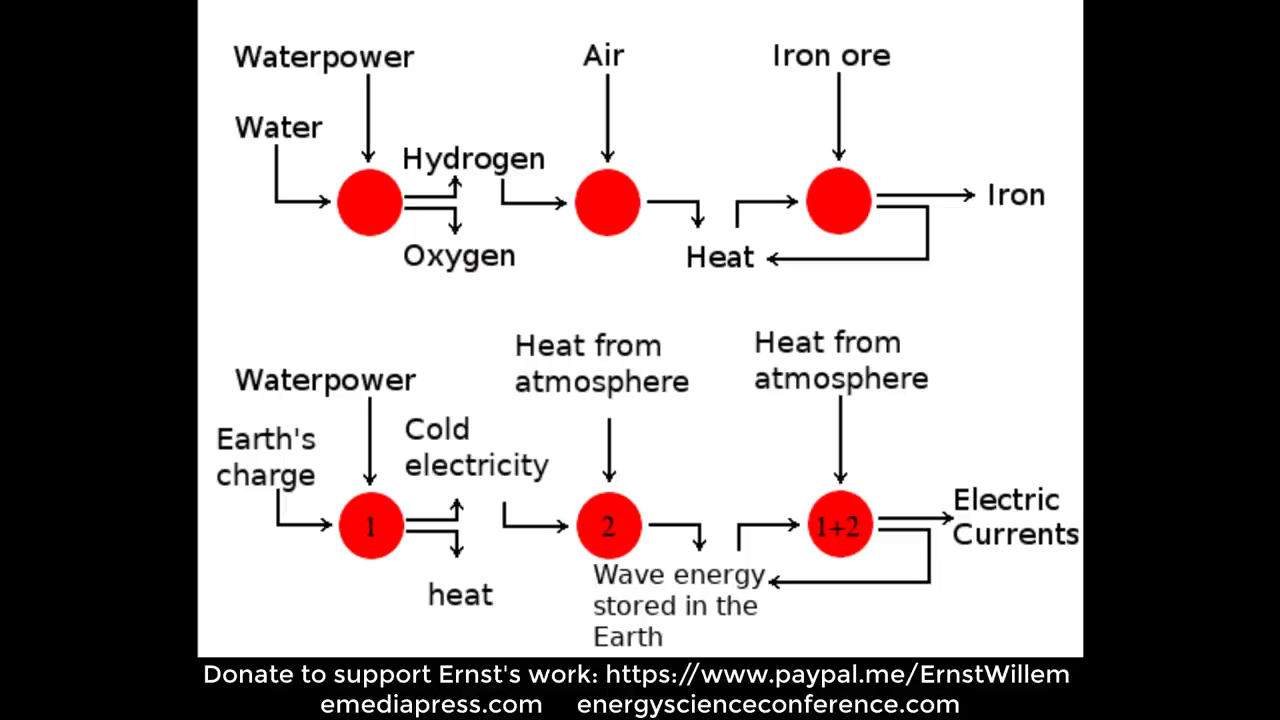 Waterpower
Air
Iron ore
Water
Hydrogen
Iron
Oxygen
Heat
Heat from
atmosphere
Heat from
atmosphere
Waterpower
Earth's
charge
Cold
electricity
1
2
1+2
Electric
Currents
heat
Wave energy
stored in the
Earth
Donate to support Ernst's work: https://www.paypal.me/ErnstWillem
emediapress.com energyscienceconference.com